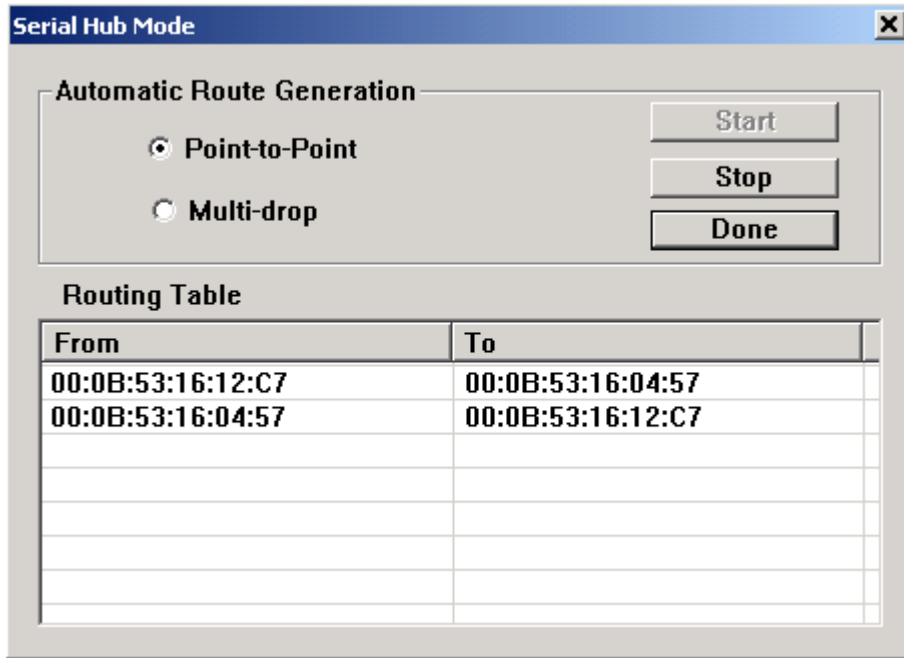 Serial Hub Mode
Automatic Route Generation
Start
Point-to-Point
Stop
Multi-drop
Done
Routing Table
From To
00:0B:53:16:12:C7 00:0B:53:16:04:57
00:0B:53:16:04:57 00:0B:53:16:12:C7